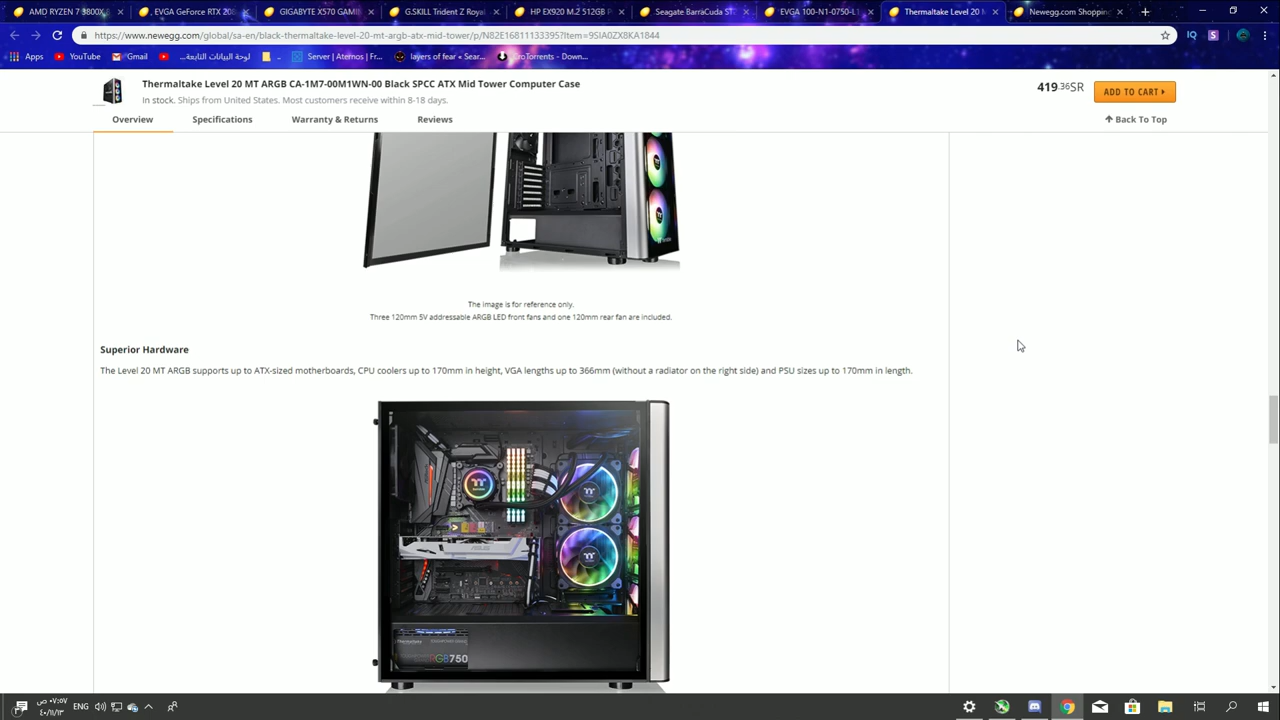 AMD RYZEN 7 3800X 8
EVGA GeForce RTX 208
GIGABYTE X570 GAMI
G.SKILL Trident Z Royal
HP EX920 M.2 512GB P
Seagate BarraCuda ST
EVGA 100-N1-0750-L1
Thermaltake Level 20 M
Newegg.com Shopping
https://www.newegg.com/global/sa-en/black-thermaltake-level-20-mt-argb-atx-mid-tower/p/N82E16811133395?Item=9SIA0ZX8KA1844
Apps
YouTube
Gmail
لوحة البيانات التابعة...
Server | Aternos | Fr...
layers of fear < Sear...
CroTorrents - Down...
Thermaltake Level 20 MT ARGB CA-1M7-00M1WN-00 Black SPCC ATX Mid Tower Computer Case
In stock. Ships from United States. Most customers receive within 8-18 days.
419.36SR
ADD TO CART
Overview
Specifications
Warranty & Returns
Reviews
Back To Top
The image is for reference only.
Three 120mm 5V addressable ARGB LED front fans and one 120mm rear fan are included.
Superior Hardware
The Level 20 MT ARGB supports up to ATX-sized motherboards, CPU coolers up to 170mm in height, VGA lengths up to 366mm (without a radiator on the right side) and PSU sizes up to 170mm in length.
RGB750
ENG